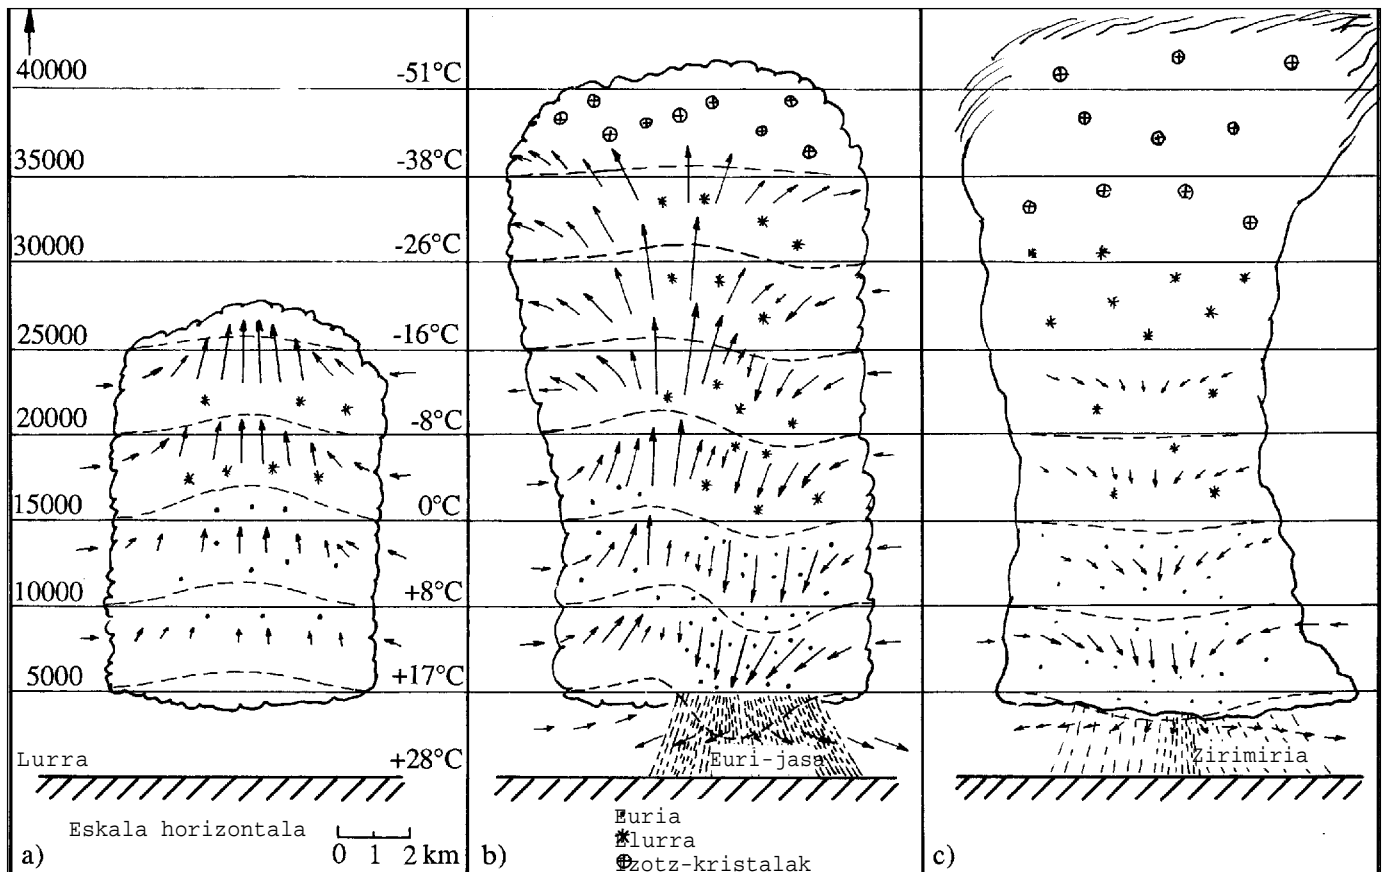 40000 -51°C
35000 -38°C
30000 -26°C
25000 -16°C
20000 -8°C
15000 0°C
10000 +8°C
5000 +17°C
Lurra +28°C
Eskala horizontala
0 1 2 km
a)
Euri-jasa
b)
Euria
Elurra
Izotz-kristalak
Zirimiria
c)